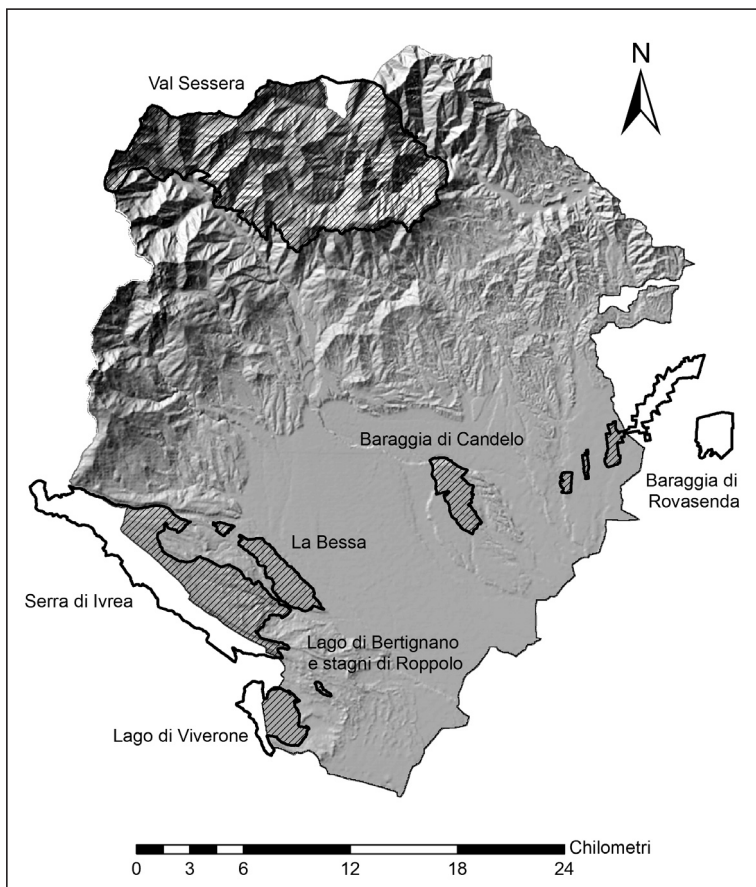 N
Val Sessera
Baraggia di Candelo
Baraggia di
Rovasenda
La Bessa
Serra di Ivrea
Lago di Bertignano
e stagni di Roppolo
Lago di Viverone
Chilometri
0 3 6 12 18 24